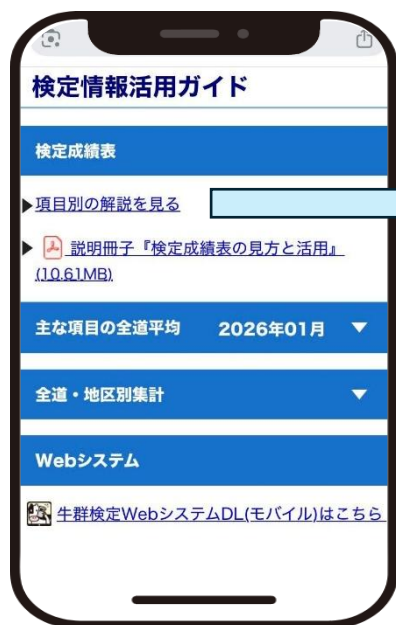 検定情報活用ガイド
検定成績表
▶項目別の解説を見る
▶ 説明冊子『検定成績表の見方と活用』
(10.61MB)
主な項目の全道平均 2026年01月 ▼
全道・地区別集計 ▼
Webシステム
牛群検定WebシステムDL(モバイル)はこちら